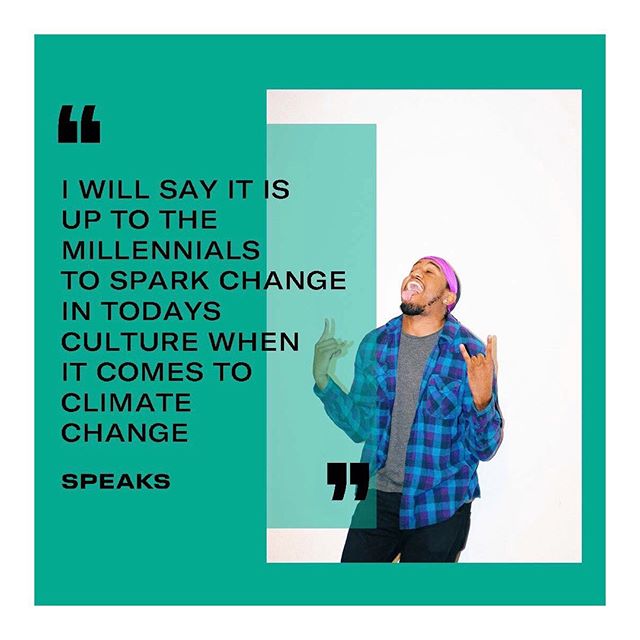 “
I WILL SAY IT IS
UP TO THE
MILLENNIALS
TO SPARK CHANGE
IN TODAYS
CULTURE WHEN
IT COMES TO
CLIMATE
CHANGE
SPEAKS
”